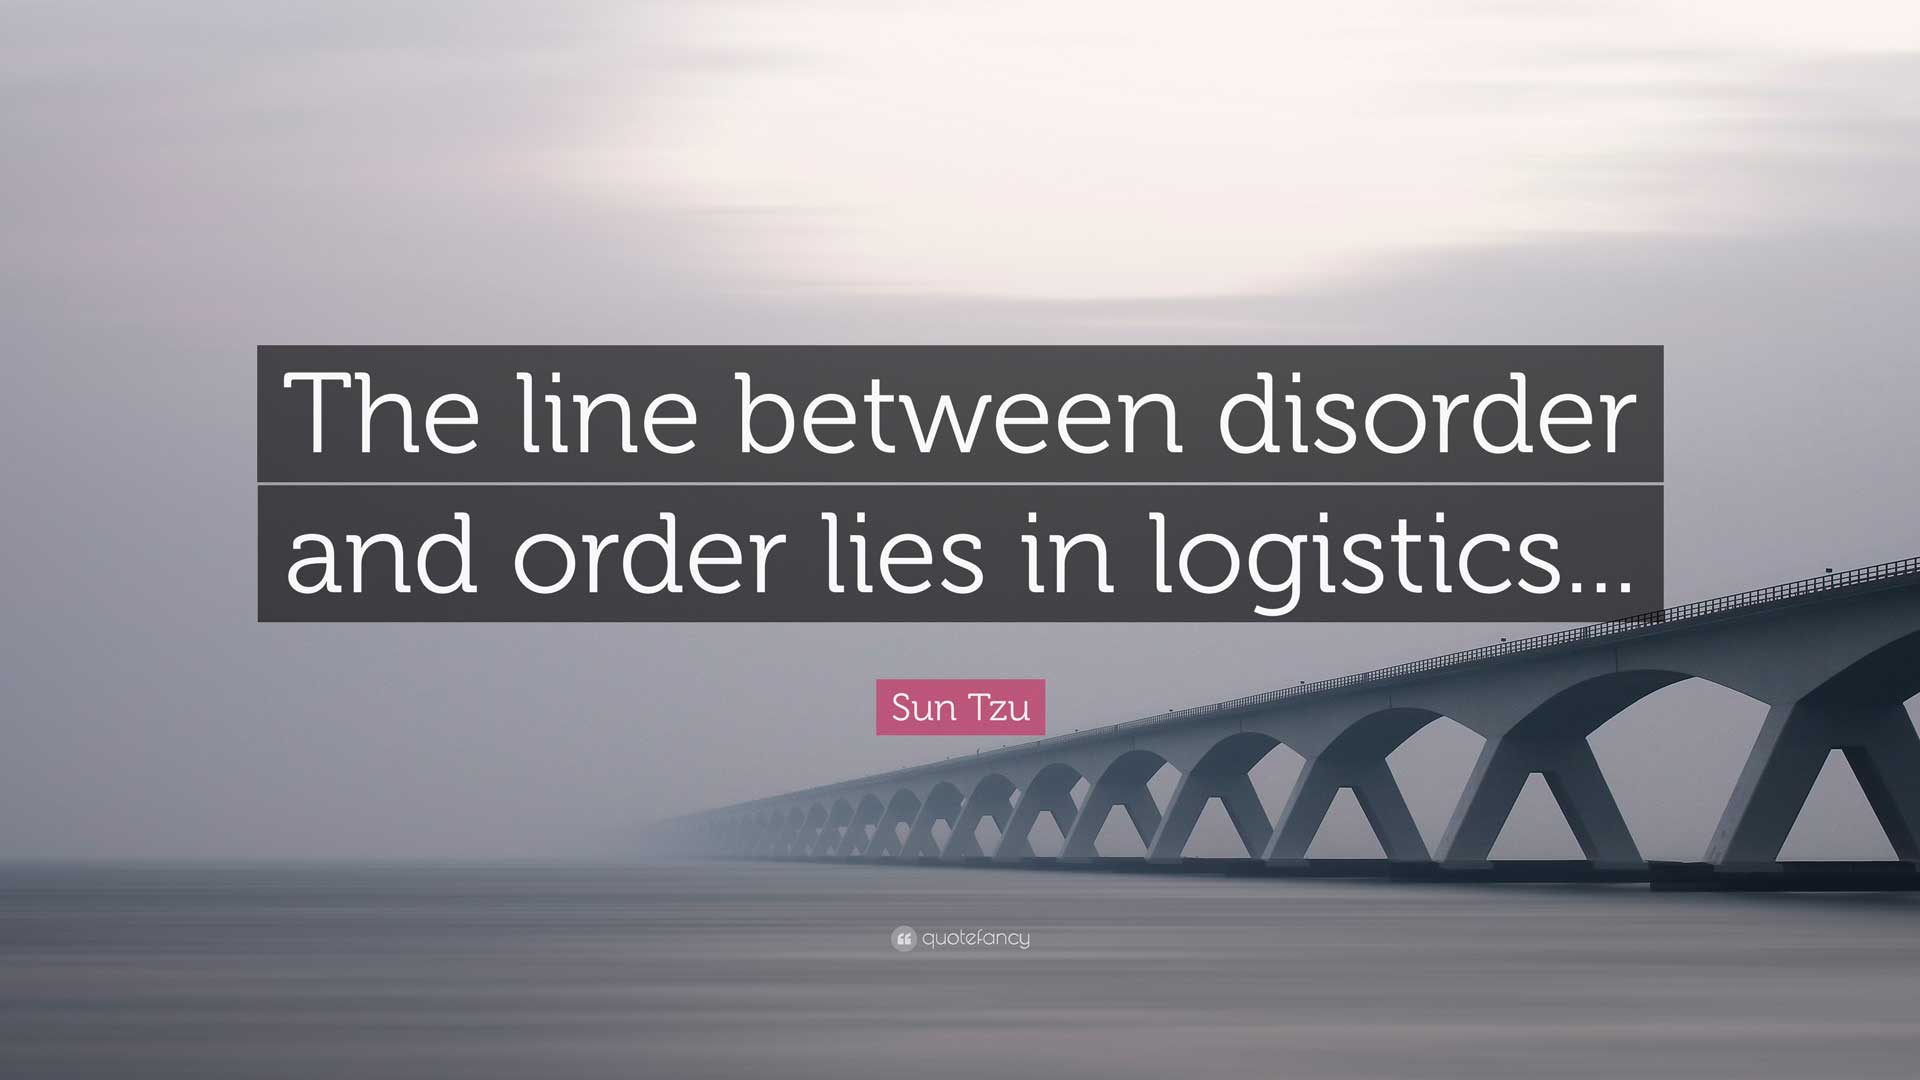 The line between disorder
and order lies in logistics...
Sun Tzu
quotefancy